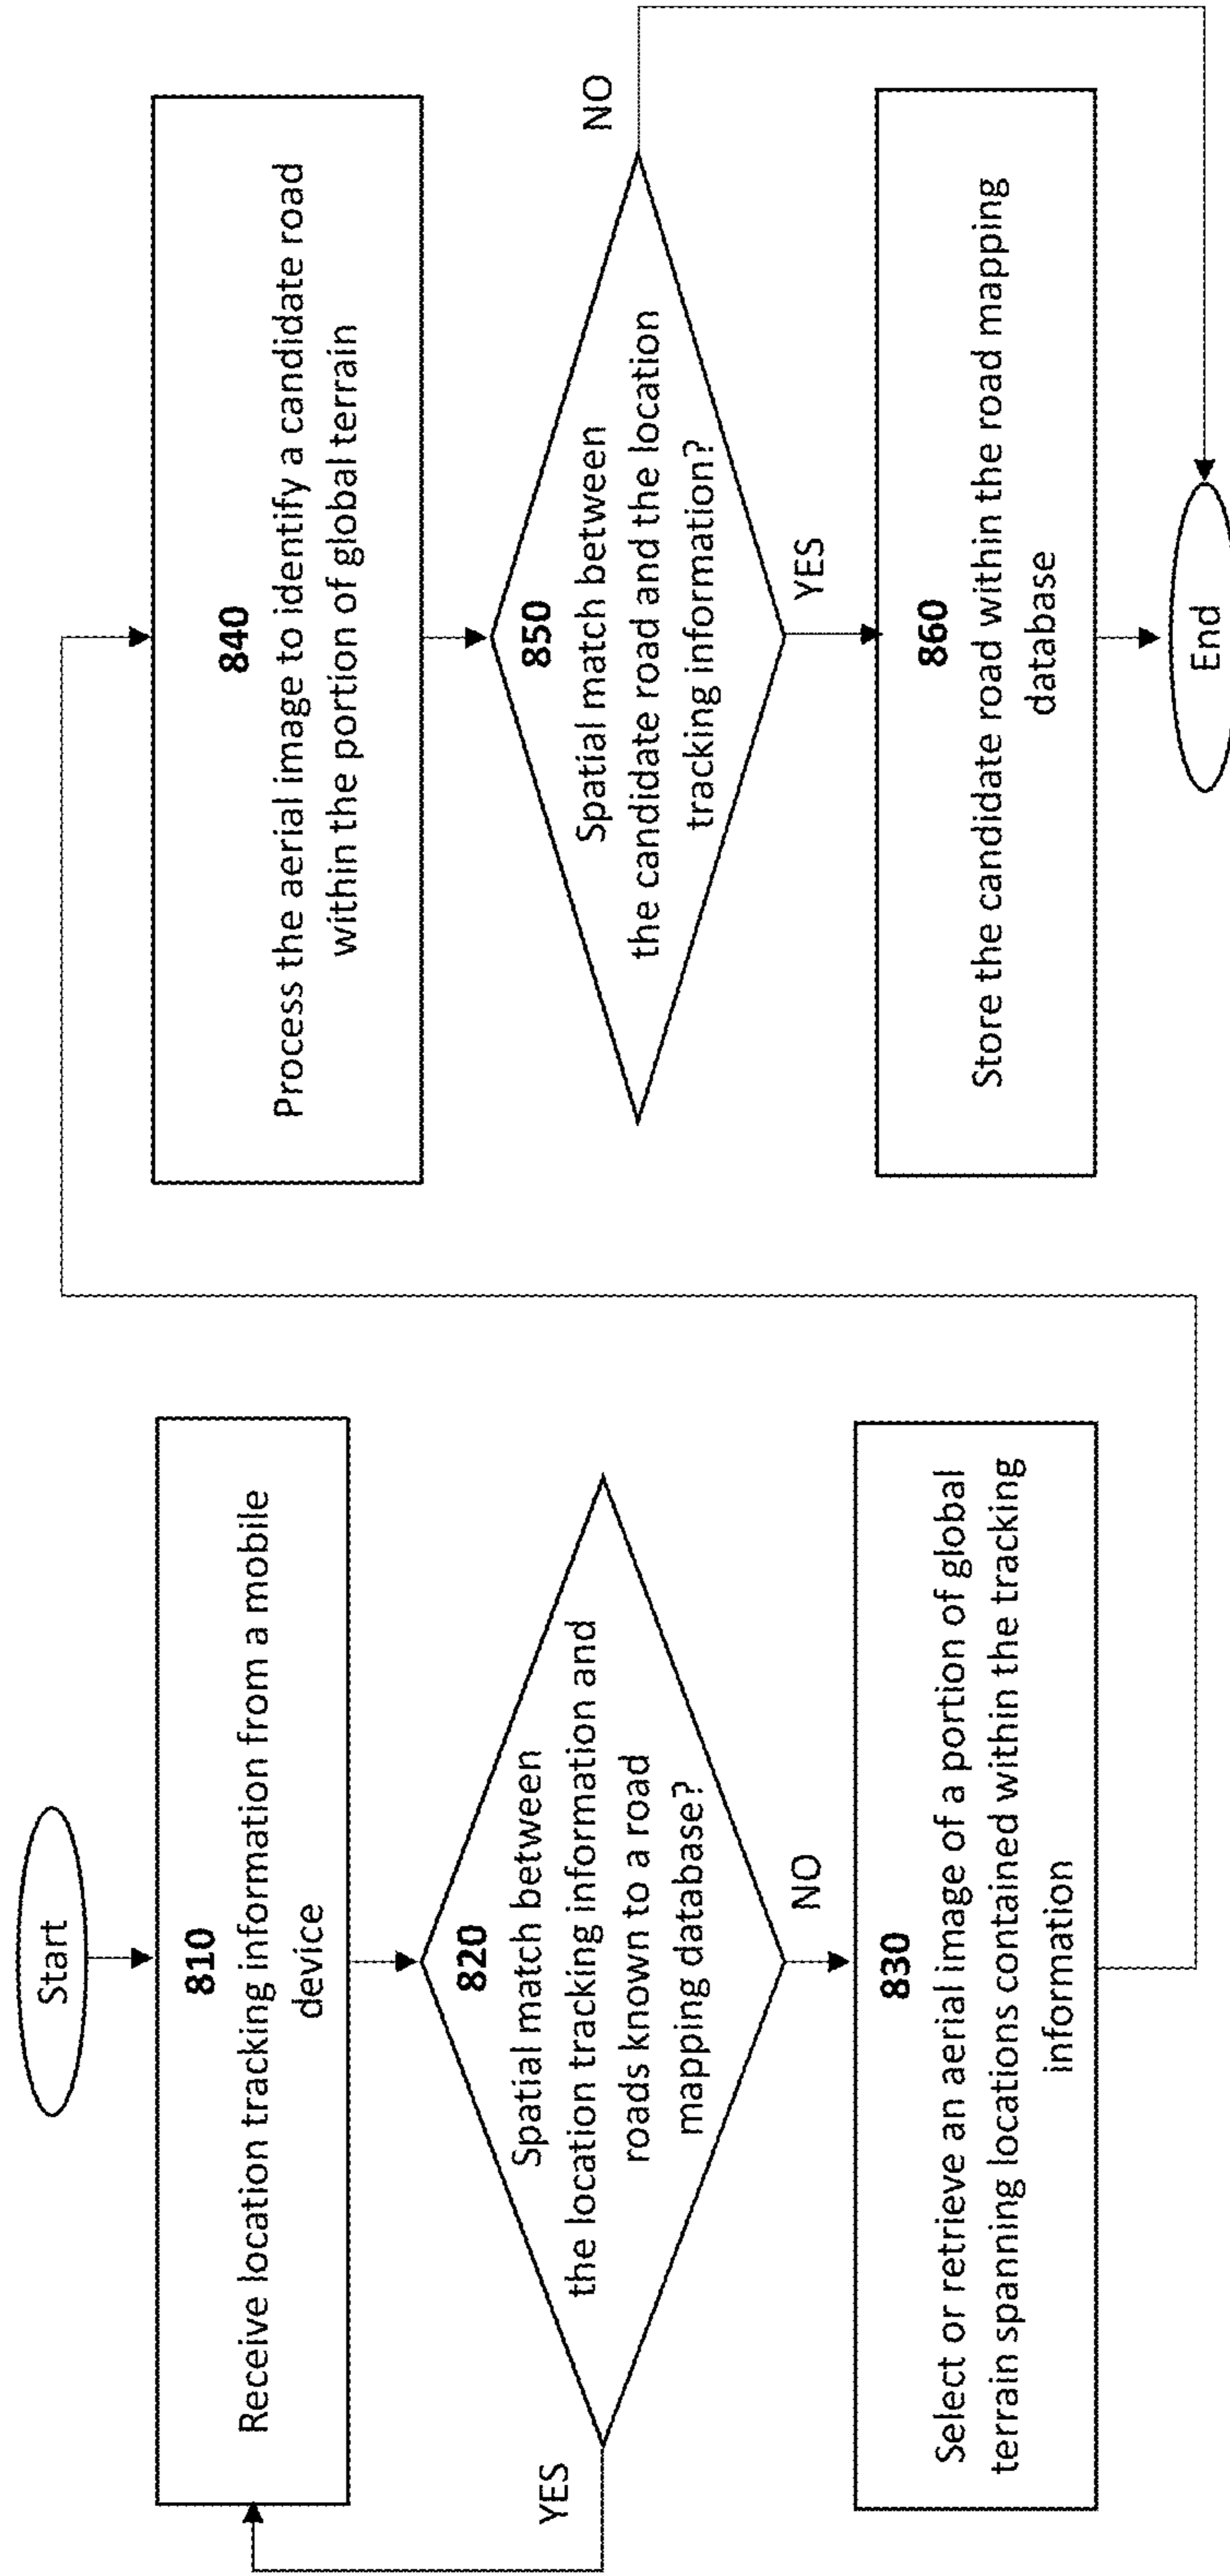 Start
810
Receive location tracking information from a mobile
device
820
Spatial match between
the location tracking information and
roads known to a road
mapping database?
YES
NO
830
Select or retrieve an aerial image of a portion of global
terrain spanning locations contained within the tracking
information
840
Process the aerial image to identify a candidate road
within the portion of global terrain
850
Spatial match between
the candidate road and the location
tracking information?
NO
YES
860
Store the candidate road within the road mapping
database
End